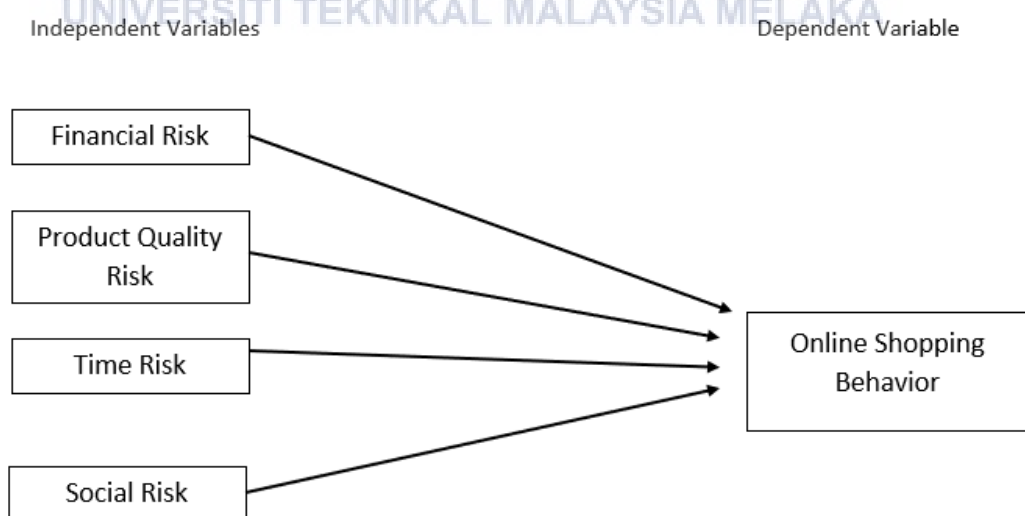 UNIVERSITI TEKNIKAL MALAYSIA MELAKA
Independent Variables
Dependent Variable
Financial Risk
Product Quality
Risk
Time Risk
Social Risk
Online Shopping
Behavior